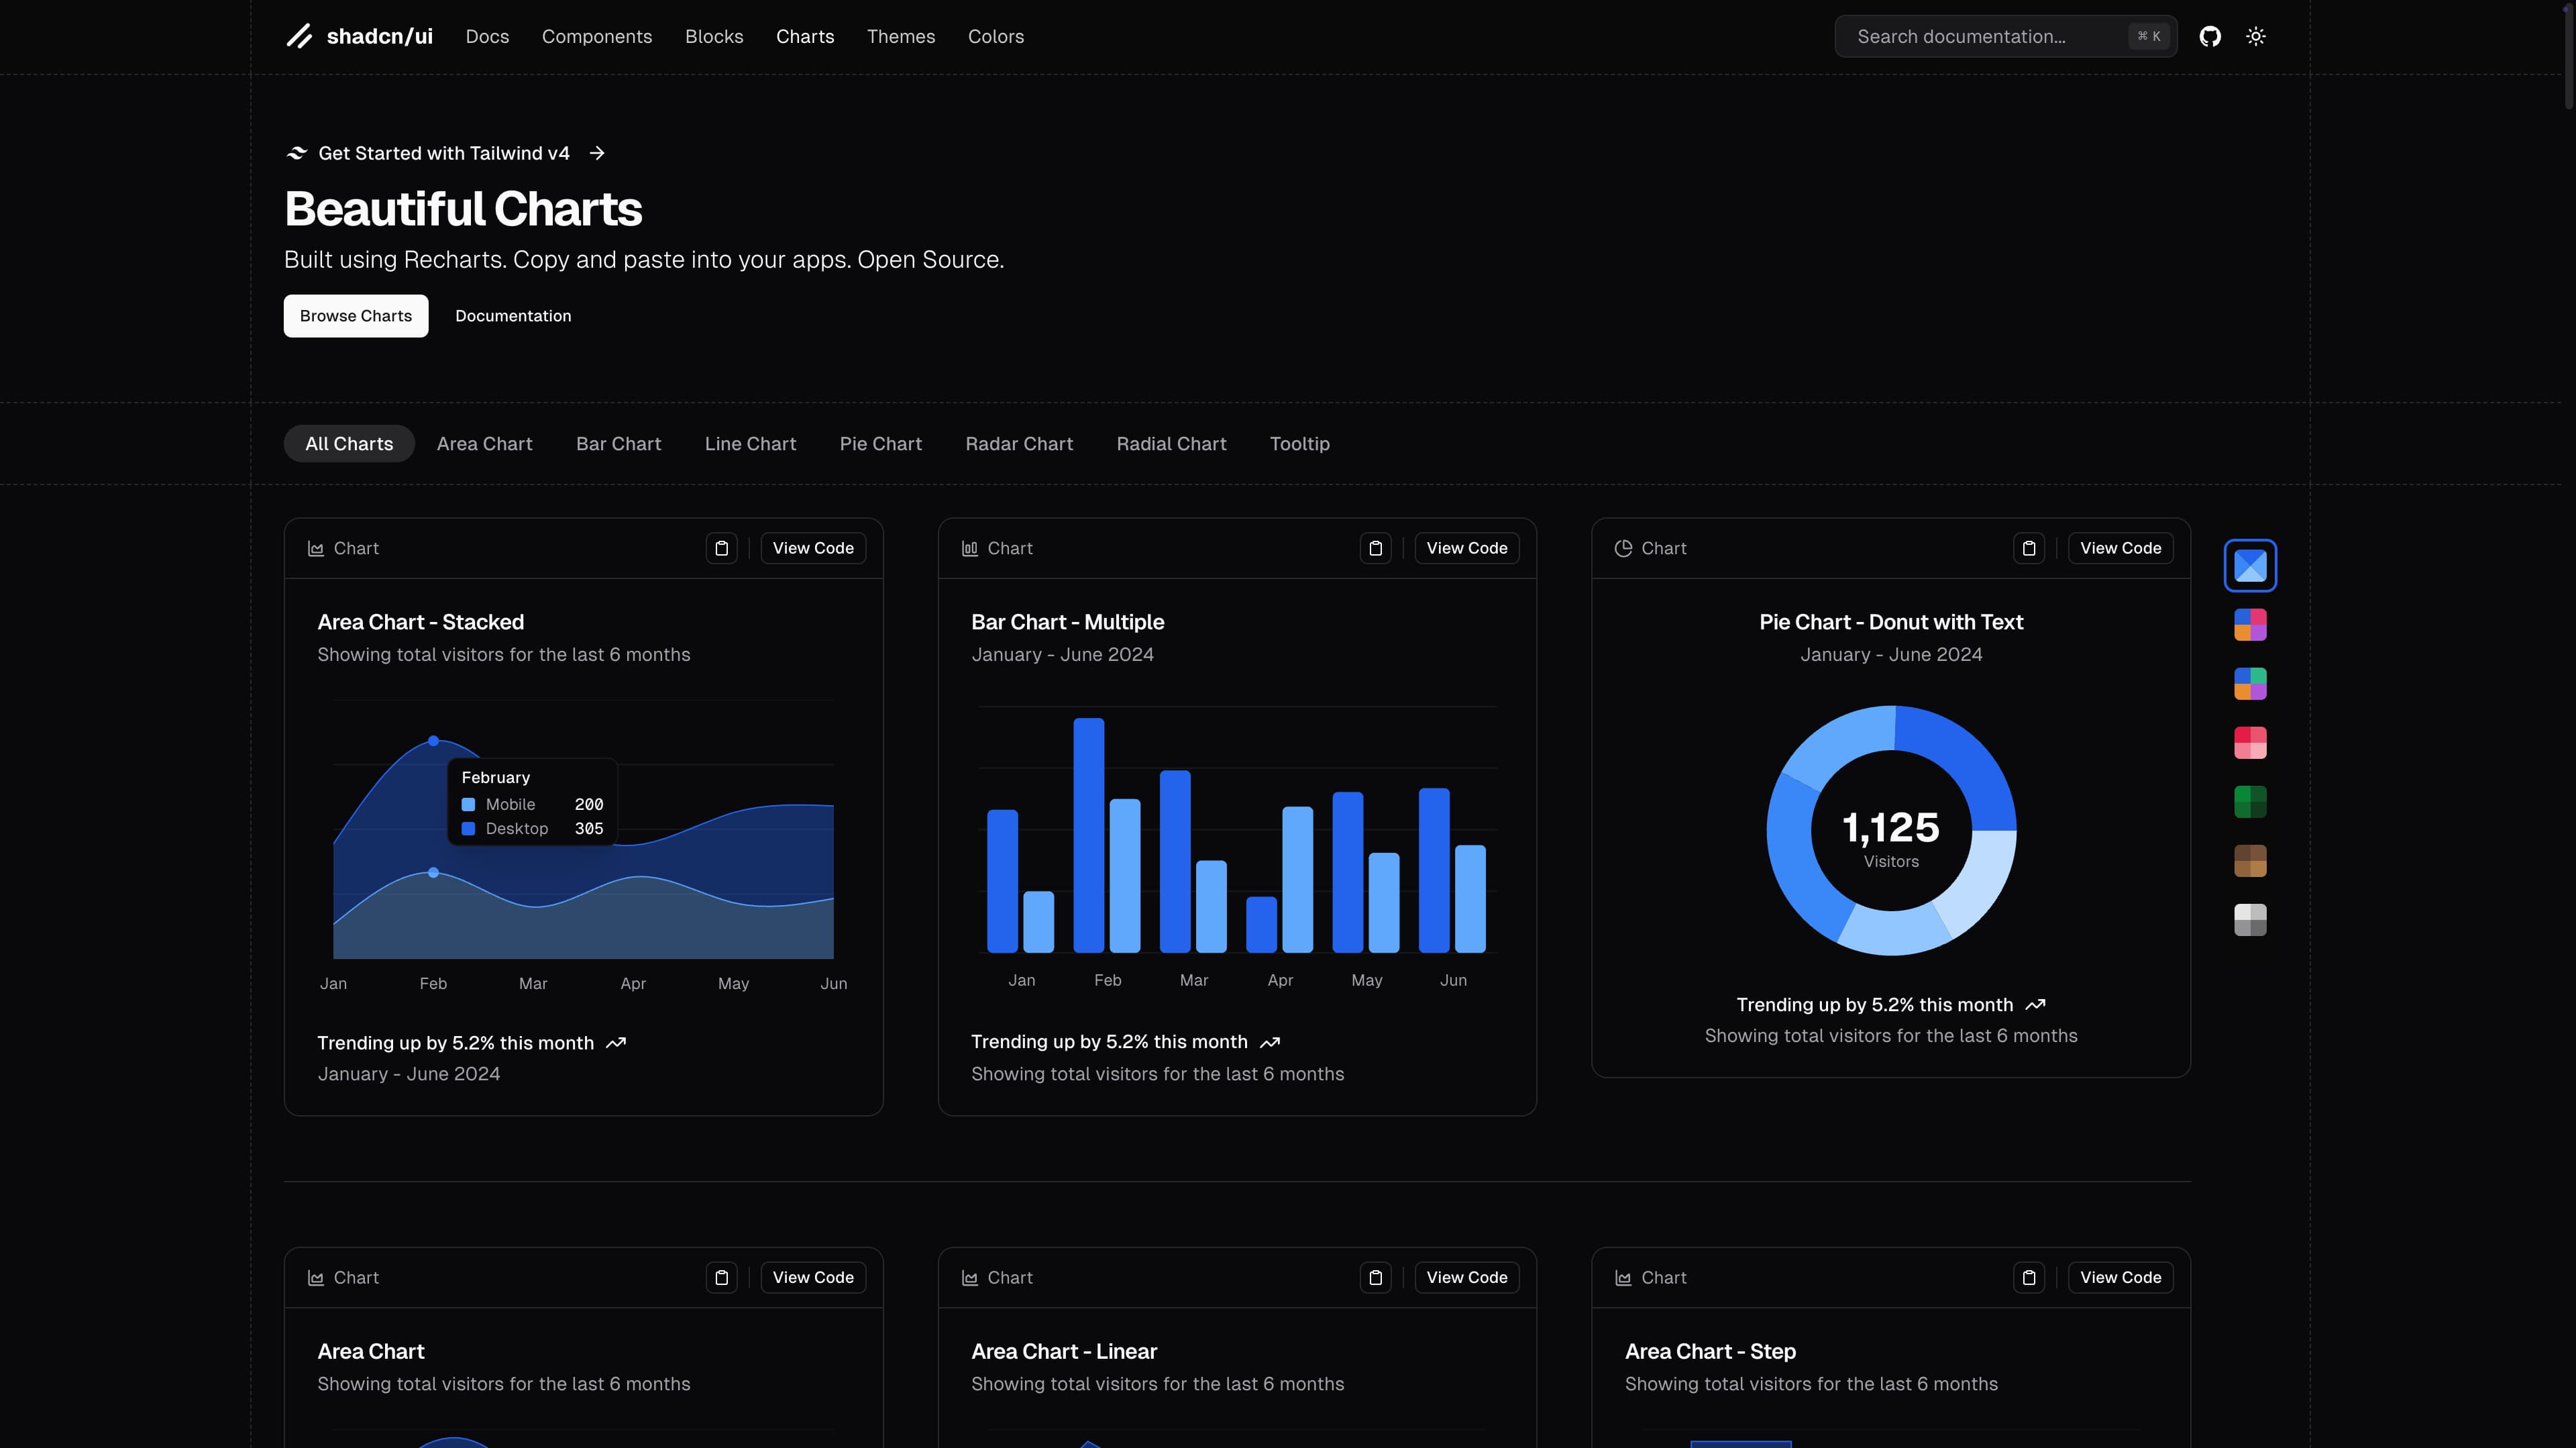 shadcn/ui Docs Components Blocks Charts Themes Colors Search documentation... ⌘ K
Get Started with Tailwind v4
Beautiful Charts
Built using Recharts. Copy and paste into your apps. Open Source.
Browse Charts Documentation
All Charts Area Chart Bar Chart Line Chart Pie Chart Radar Chart Radial Chart Tooltip
Chart View Code
Area Chart - Stacked
Showing total visitors for the last 6 months
February
Mobile 200
Desktop 305
Jan Feb Mar Apr May Jun
Trending up by 5.2% this month
January - June 2024
Chart View Code
Bar Chart - Multiple
January - June 2024
Jan Feb Mar Apr May Jun
Trending up by 5.2% this month
Showing total visitors for the last 6 months
Chart View Code
Pie Chart - Donut with Text
January - June 2024
1,125
Visitors
Trending up by 5.2% this month
Showing total visitors for the last 6 months
Chart View Code
Area Chart
Showing total visitors for the last 6 months
Chart View Code
Area Chart - Linear
Showing total visitors for the last 6 months
Chart View Code
Area Chart - Step
Showing total visitors for the last 6 months